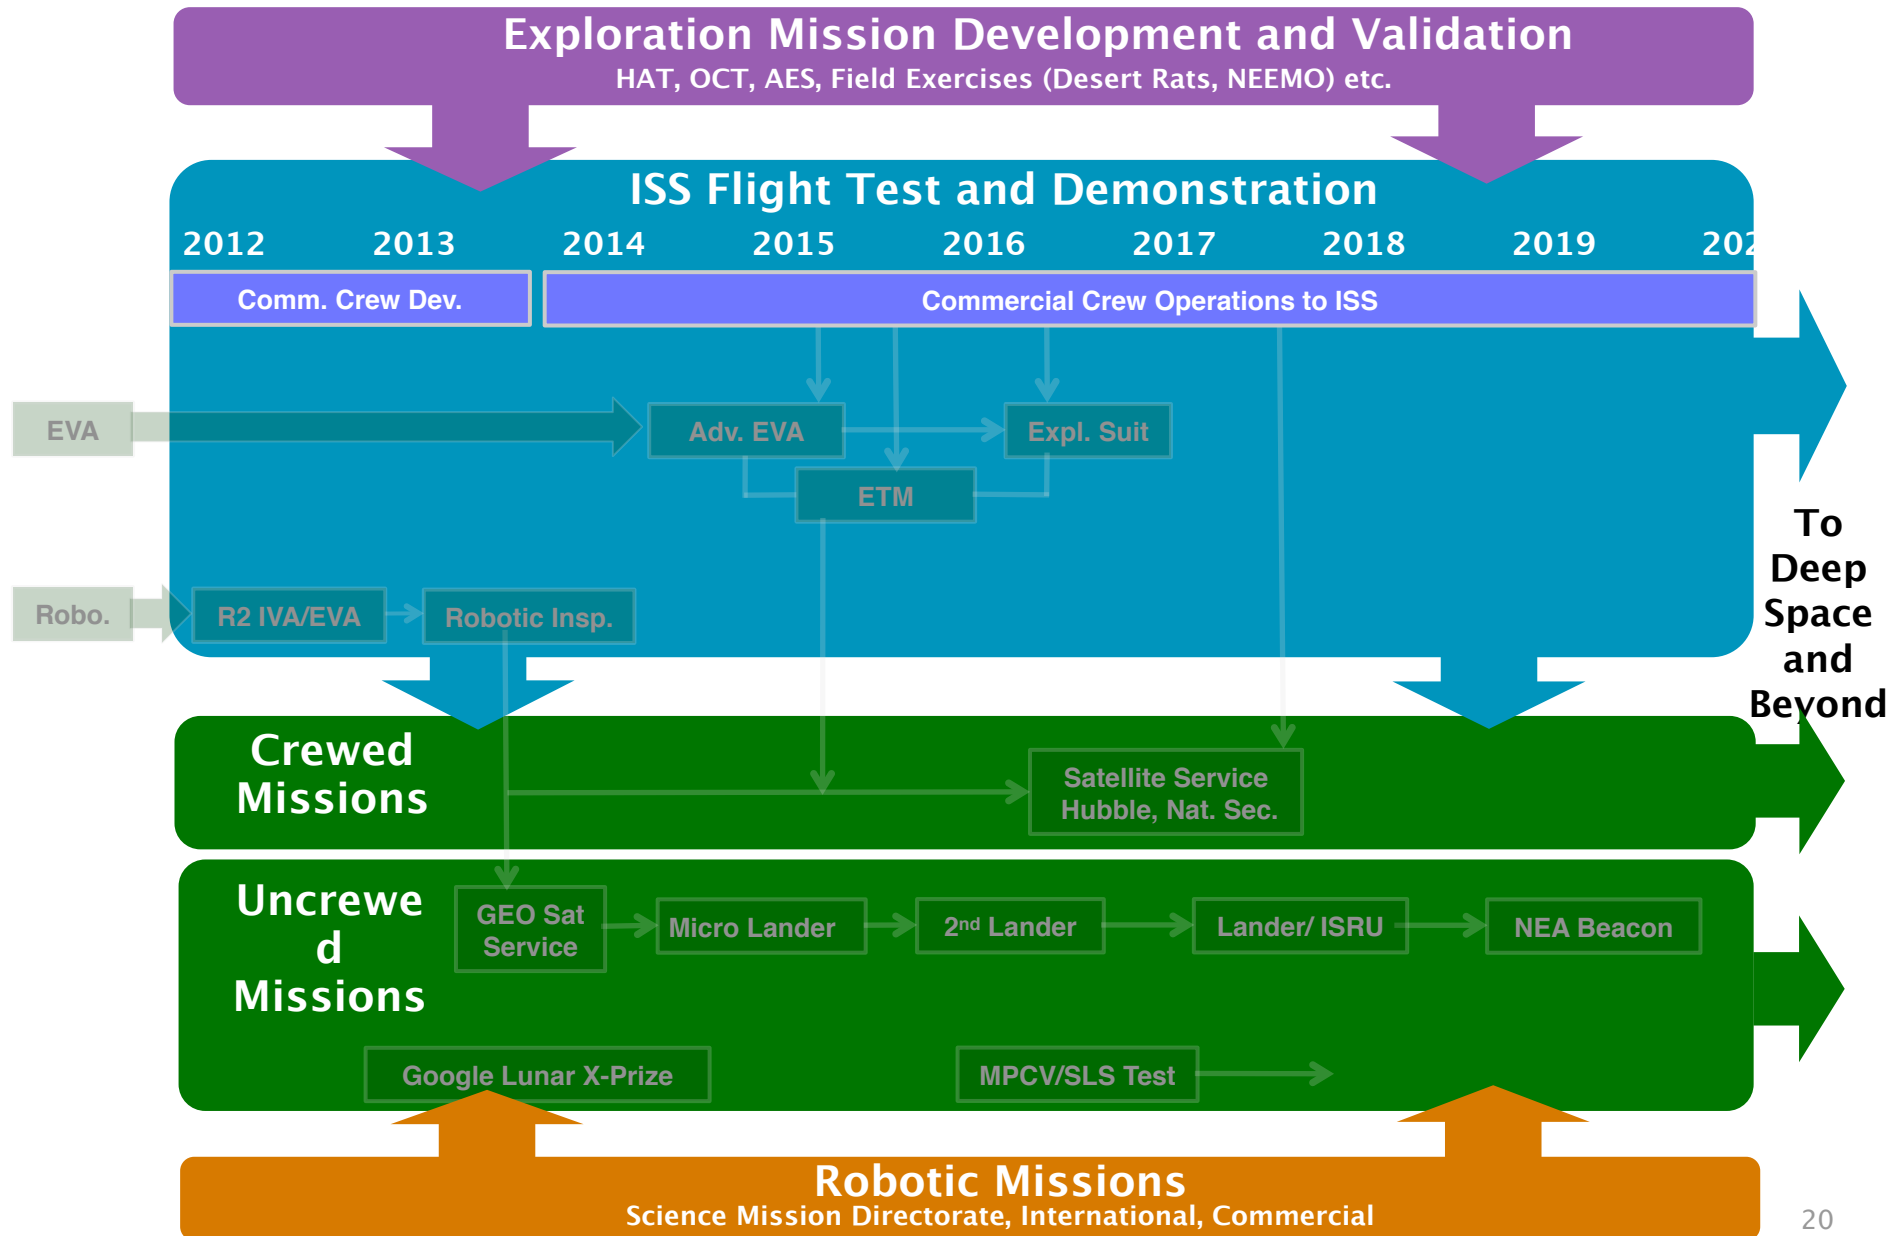 Exploration Mission Development and Validation
HAT, OCT, AES, Field Exercises (Desert Rats, NEEMO) etc.
ISS Flight Test and Demonstration
2012 2013 2014 2015 2016 2017 2018 2019 202
Comm. Crew Dev.
Commercial Crew Operations to ISS
EVA
Adv. EVA
Expl. Suit
ETM
Robo.
R2 IVA/EVA
Robotic Insp.
To
Deep
Space
and
Beyond
Crewed
Missions
Satellite Service
Hubble, Nat. Sec.
Uncrewe
d
Missions
GEO Sat
Service
Micro Lander
2nd Lander
Lander/ ISRU
NEA Beacon
Google Lunar X-Prize
MPCV/SLS Test
Robotic Missions
Science Mission Directorate, International, Commercial
20